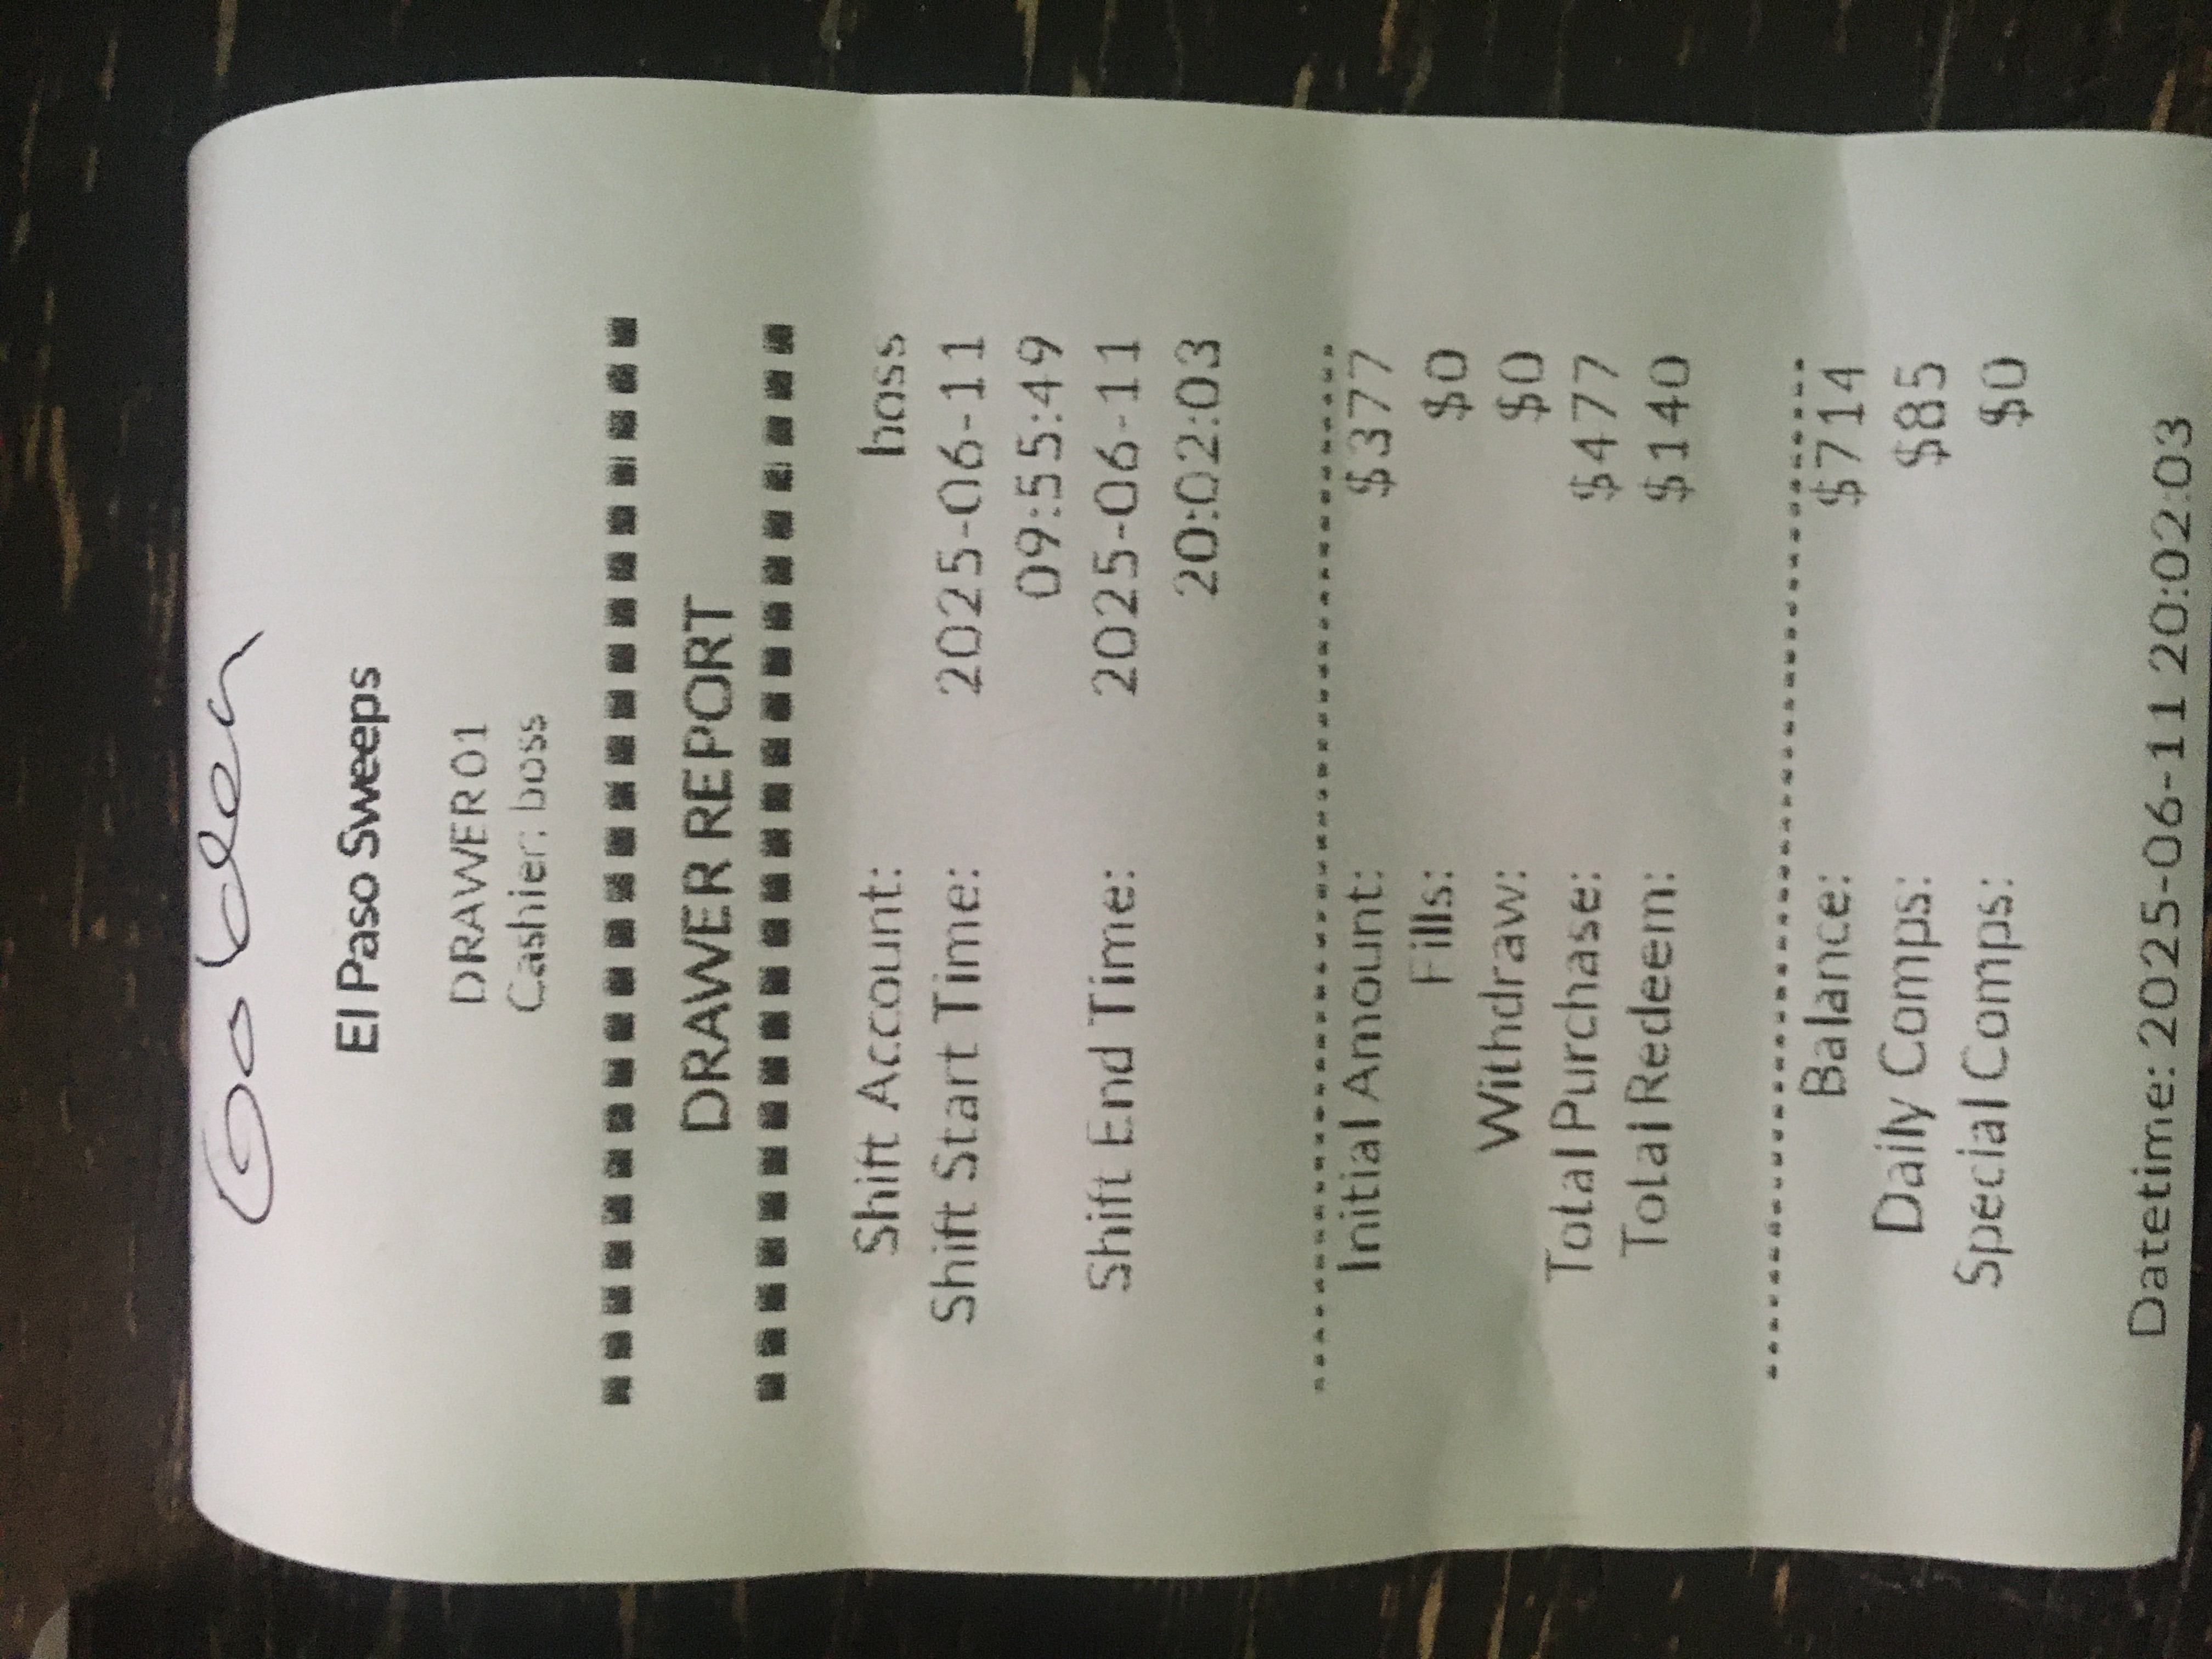 Golden
El Paso Sweeps
DRAWER01
Cashier: boss
DRAWER REPORT
Shift Account: boss
Shift Start Time: 2025-06-11
09:55:49
Shift End Time: 2025-06-11
20:02:03
Initial Amount: $377
Fills: $0
Withdraw: $0
Total Purchase: $477
Total Redeem: $140
Balance: $714
Daily Comps: $85
Special Comps: $0
Datetime: 2025-06-11 20:02:03